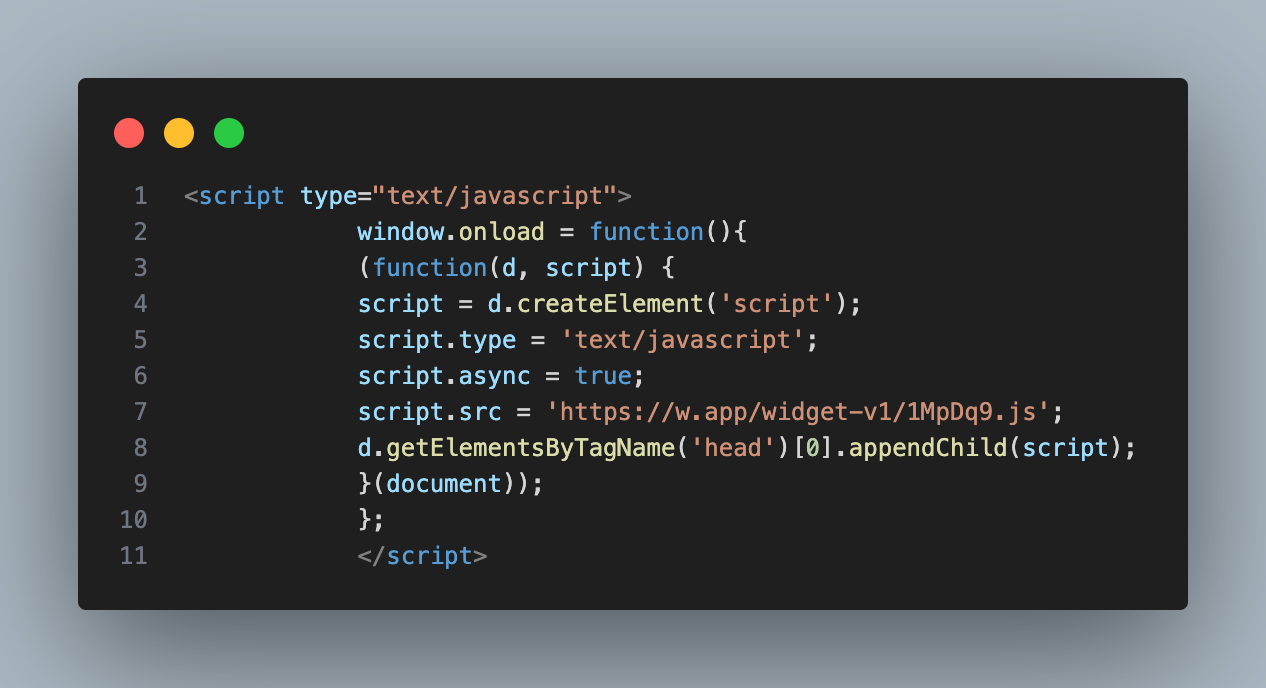 1 <script type="text/javascript">
2 window.onload = function(){
3 (function(d, script) {
4 script = d.createElement('script');
5 script.type = 'text/javascript';
6 script.async = true;
7 script.src = 'https://w.app/widget-v1/1MpDq9.js';
8 d.getElementsByTagName('head')[0].appendChild(script);
9 }(document));
10 };
11 </script>